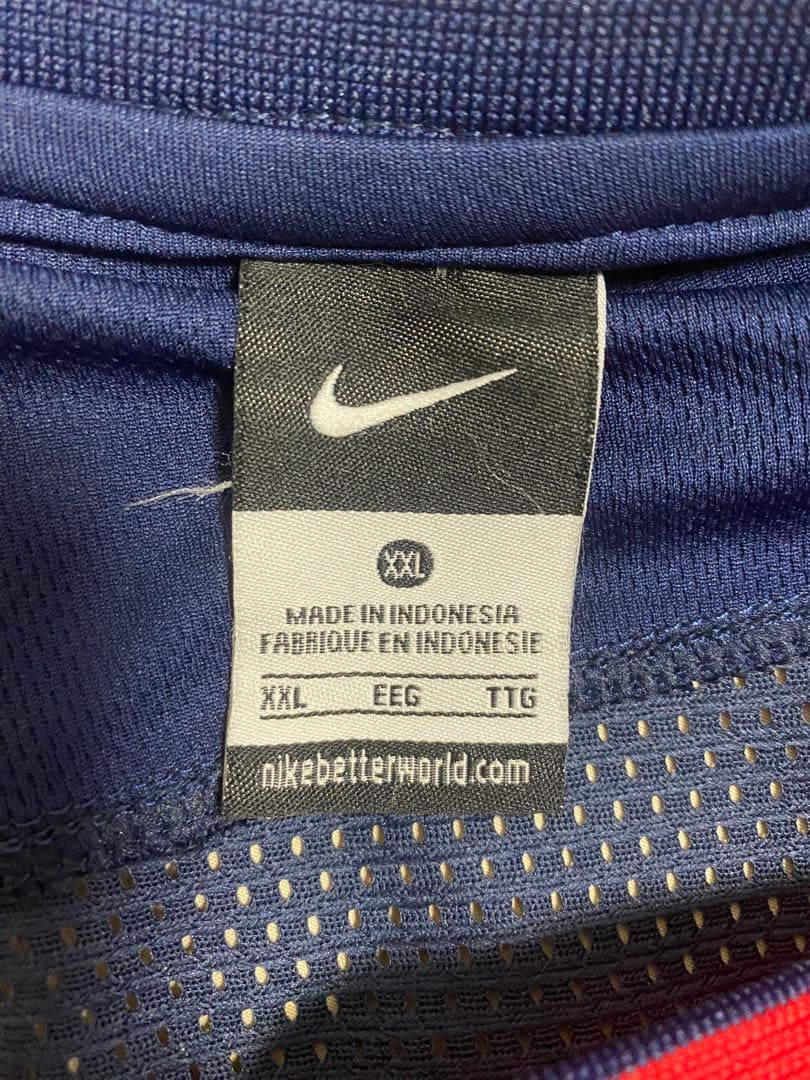 XXL
MADE IN INDONESIA
FABRIQUE EN INDONESIE
XXL EEG TTG
nikebetterworld.com